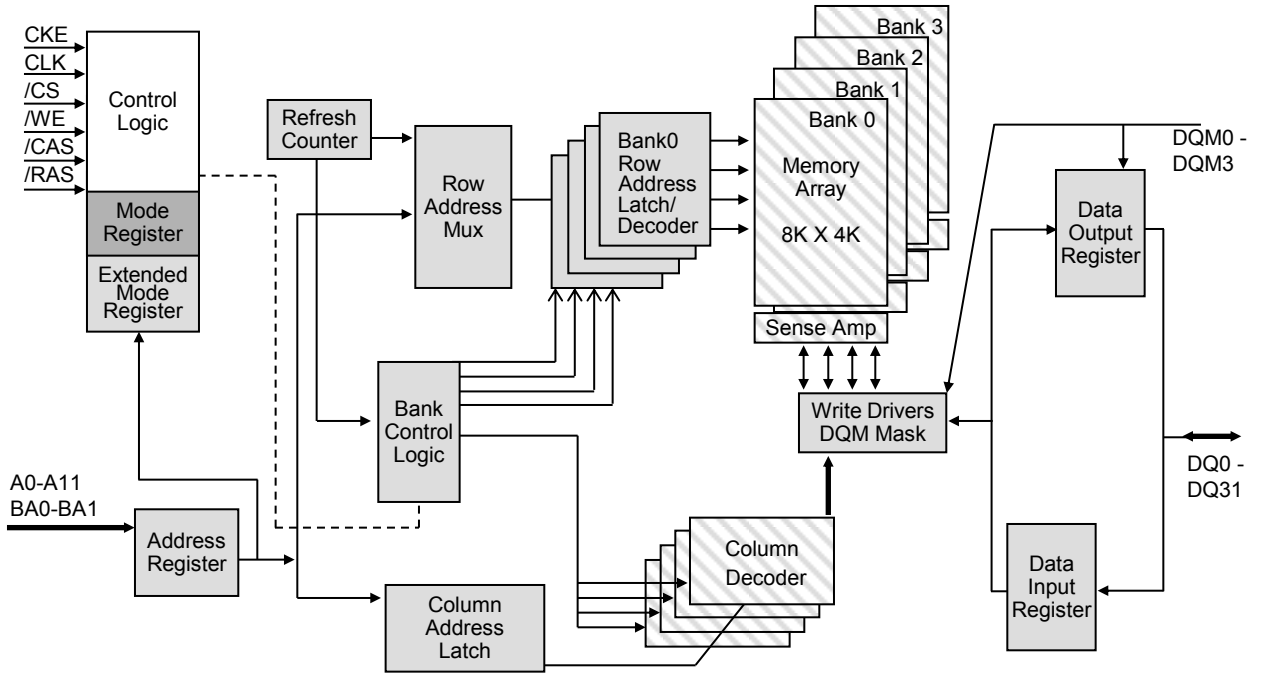 CKE
CLK
/CS
/WE
/CAS
/RAS
Control
Logic
Mode
Register
Extended
Mode
Register
Refresh
Counter
Row
Address
Mux
Bank0
Row
Address
Latch/
Decoder
Bank 3
Bank 2
Bank 1
Bank 0
Memory
Array
8K X 4K
Sense Amp
DQM0 -
DQM3
Data
Output
Register
Bank
Control
Logic
Write Drivers
DQM Mask
DQ0 -
DQ31
A0-A11
BA0-BA1
Address
Register
Column
Decoder
Data
Input
Register
Column
Address
Latch